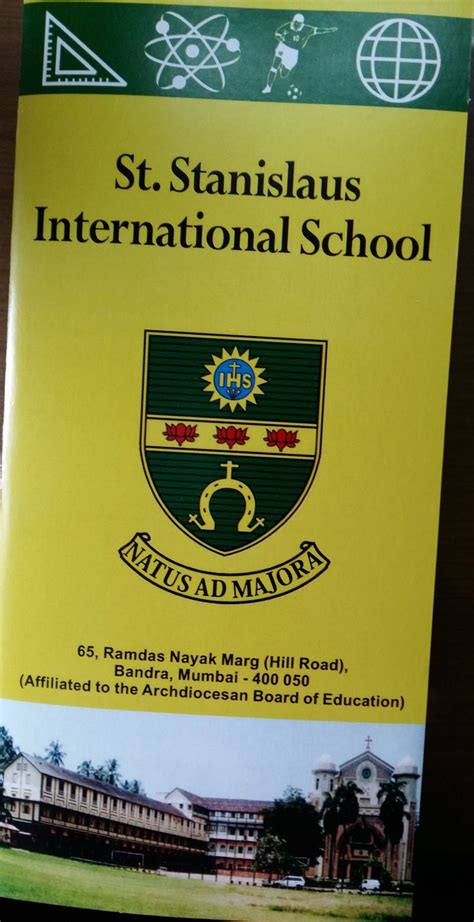 St. Stanislaus
International School
IHS
NATUS AD MAJORA
65, Ramdas Nayak Marg (Hill Road),
Bandra, Mumbai - 400 050
(Affiliated to the Archdiocesan Board of Education)